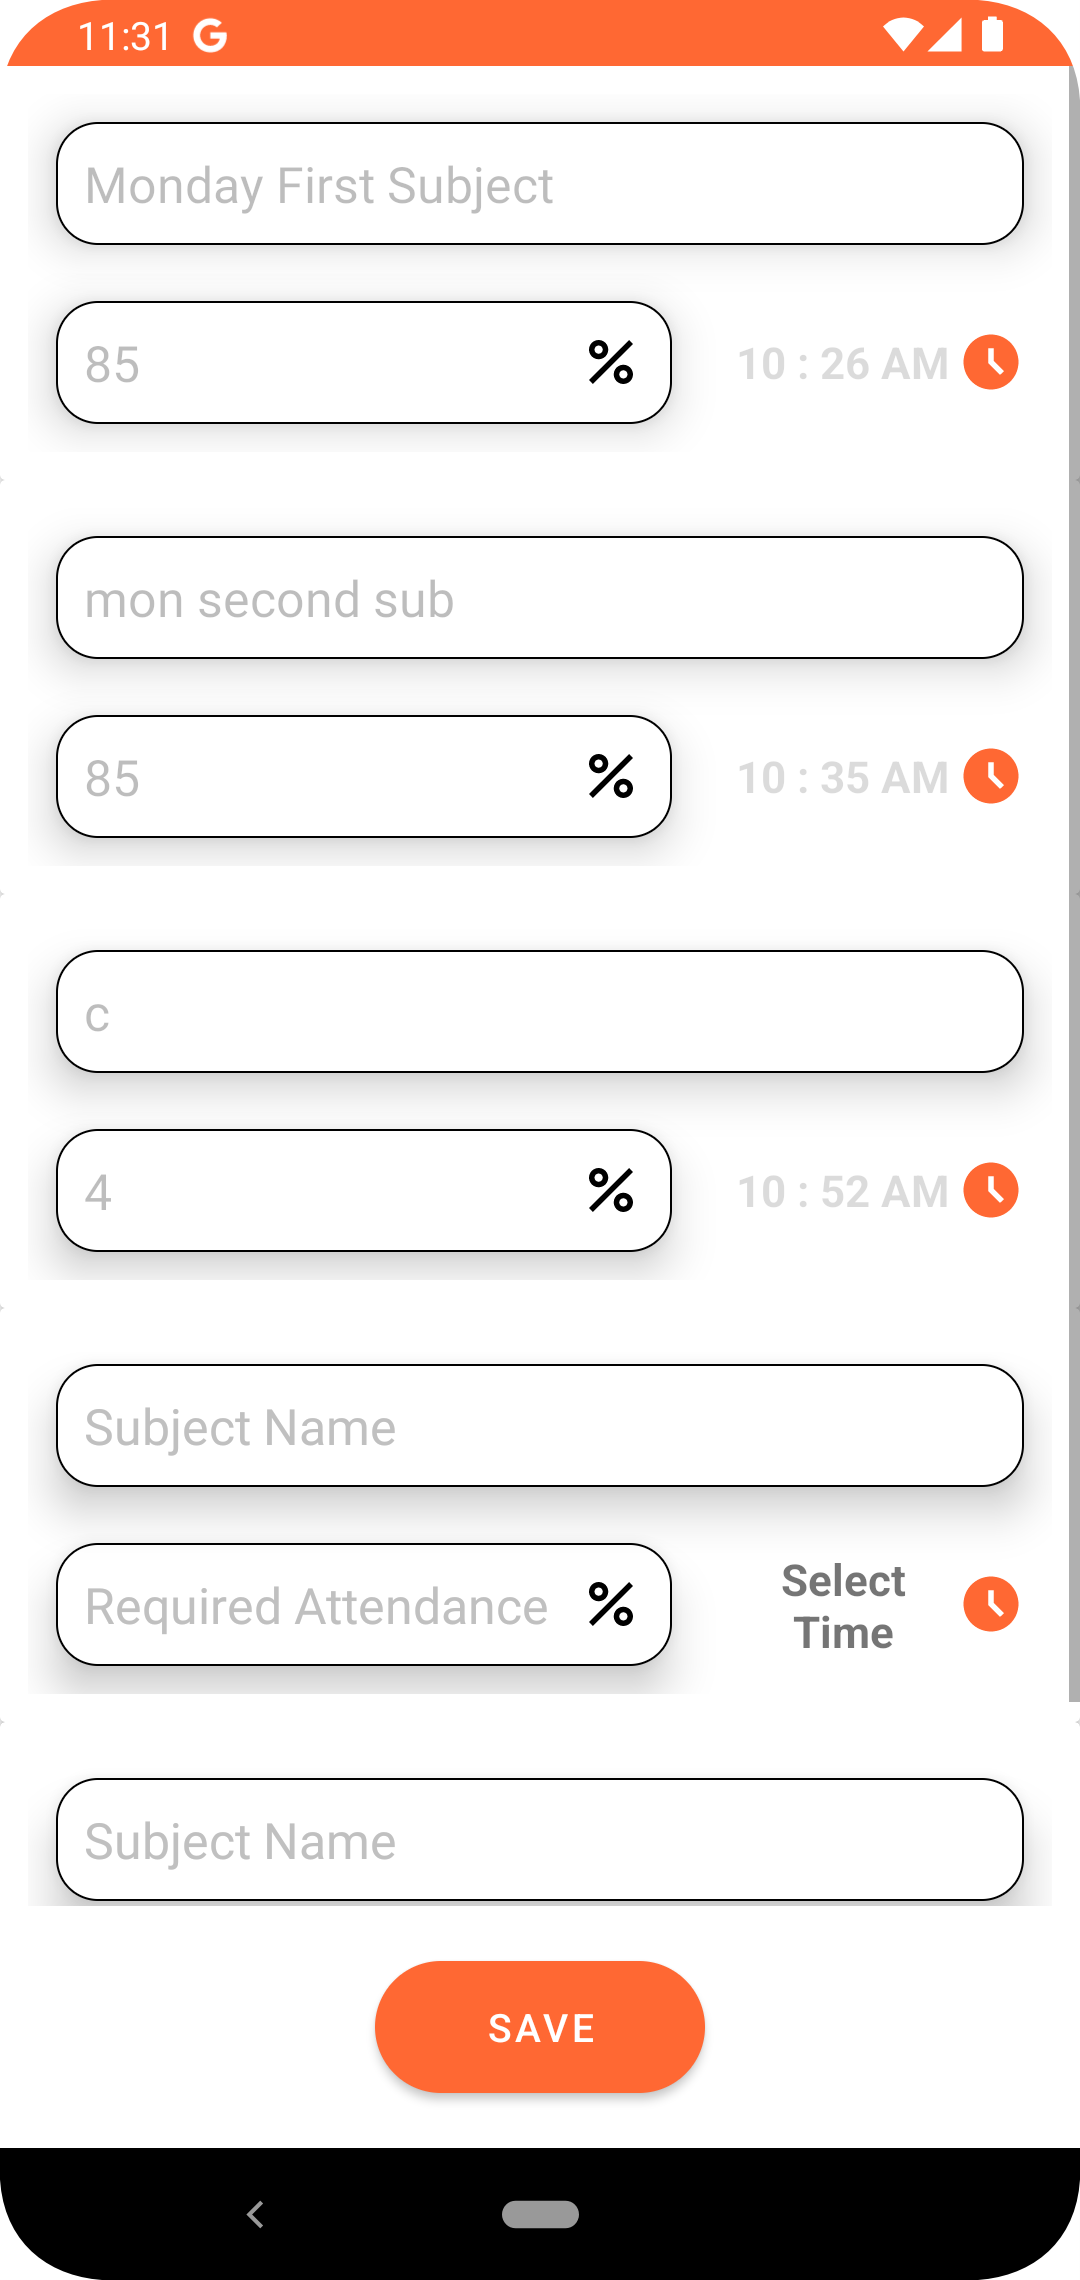 11:31 G
Monday First Subject
85 %
10 : 26 AM
mon second sub
85 %
10 : 35 AM
c
4 %
10 : 52 AM
Subject Name
Required Attendance %
Select
Time
Subject Name
SAVE